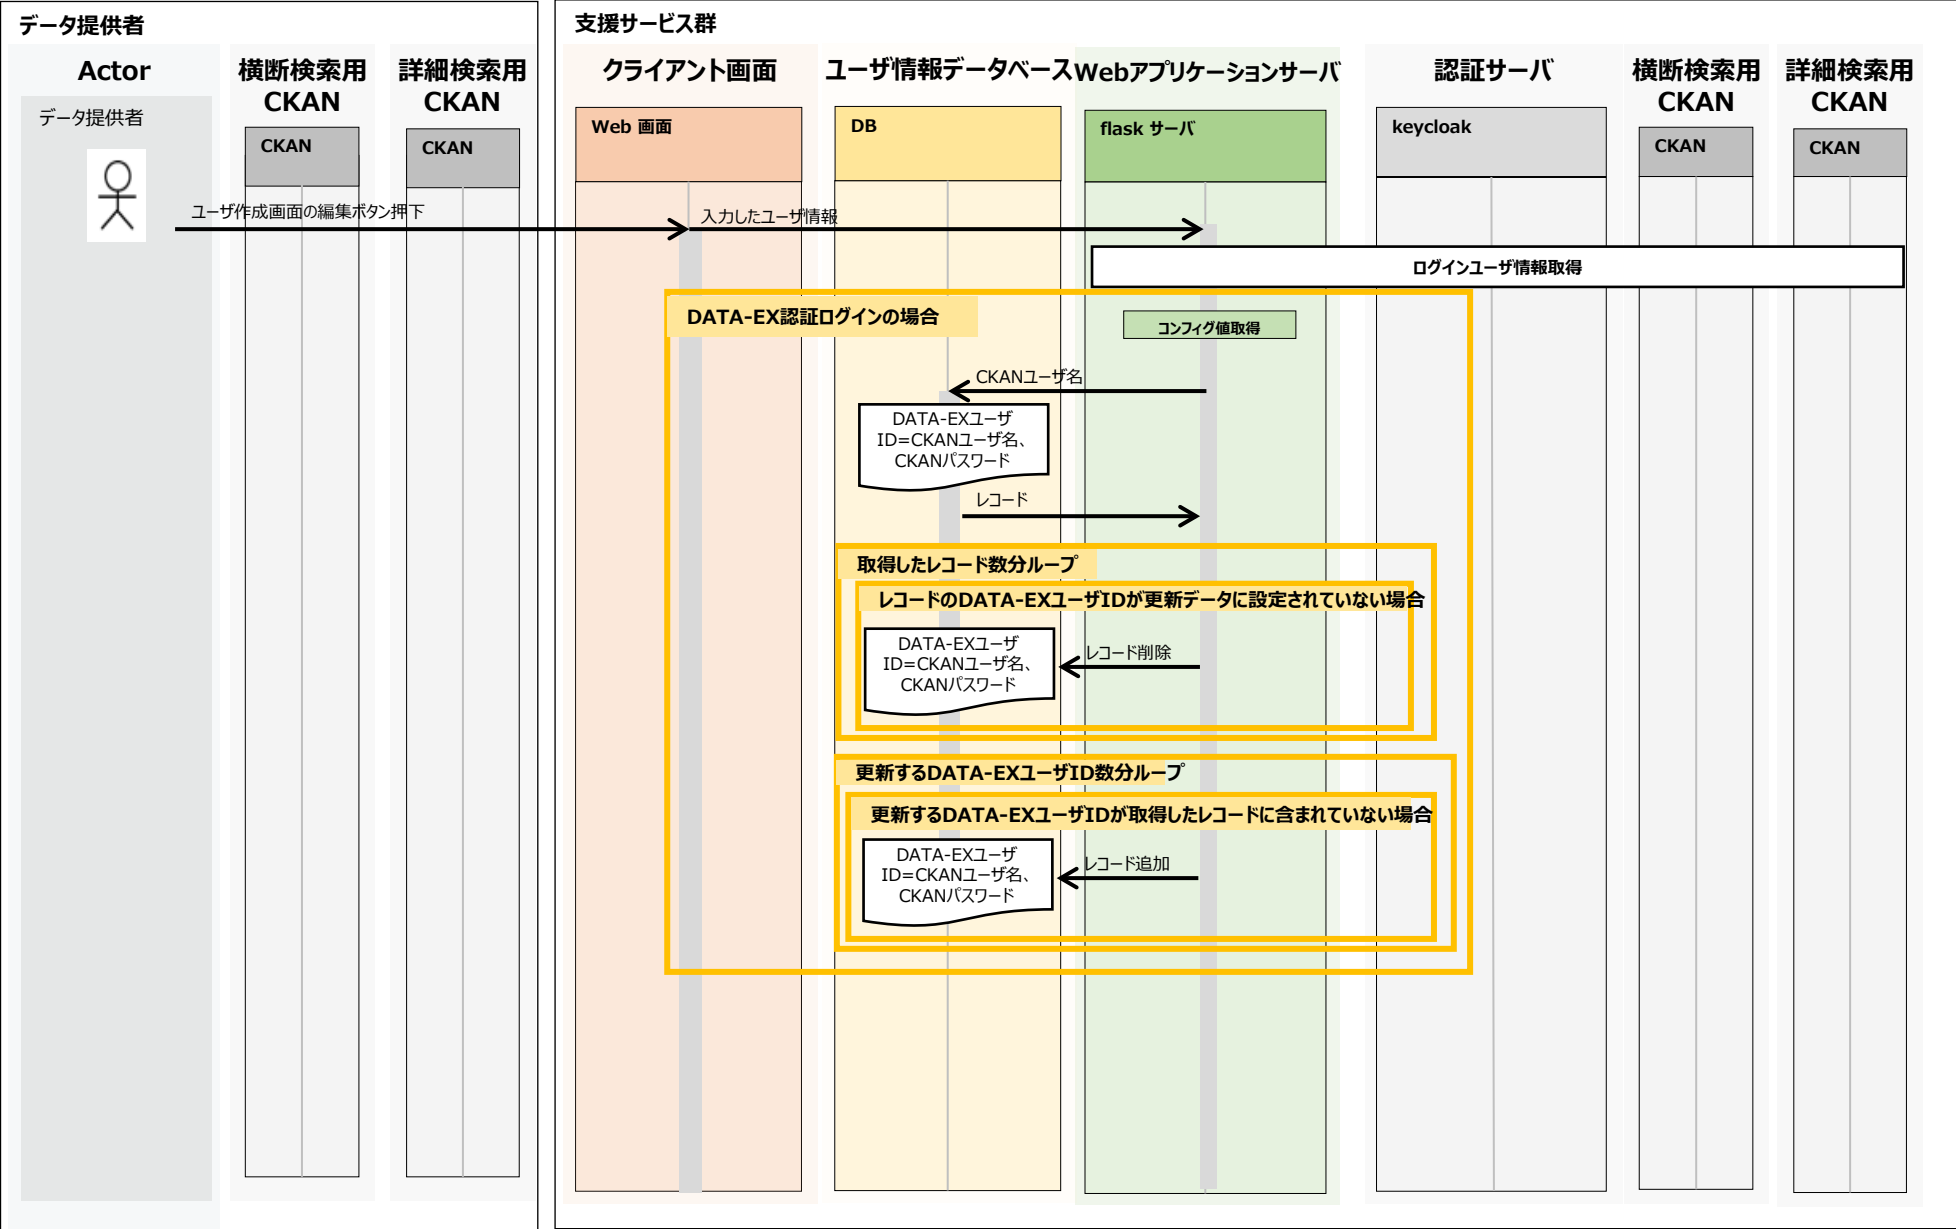 データ提供者
支援サービス群
Actor
横断検索用
CKAN
詳細検索用
CKAN
クライアント画面
ユーザ情報データベース
Webアプリケーションサーバ
認証サーバ
横断検索用
CKAN
詳細検索用
CKAN
データ提供者
CKAN
CKAN
Web 画面
DB
flask サーバ
keycloak
CKAN
CKAN
ユーザ作成画面の編集ボタン押下
入力したユーザ情報
ログインユーザ情報取得
DATA-EX認証ログインの場合
コンフィグ値取得
CKANユーザ名
DATA-EXユーザ
ID=CKANユーザ名、
CKANパスワード
レコード
取得したレコード数分ループ
レコードのDATA-EXユーザIDが更新データに設定されていない場合
DATA-EXユーザ
ID=CKANユーザ名、
CKANパスワード
レコード削除
更新するDATA-EXユーザID数分ループ
更新するDATA-EXユーザIDが取得したレコードに含まれていない場合
DATA-EXユーザ
ID=CKANユーザ名、
CKANパスワード
レコード追加